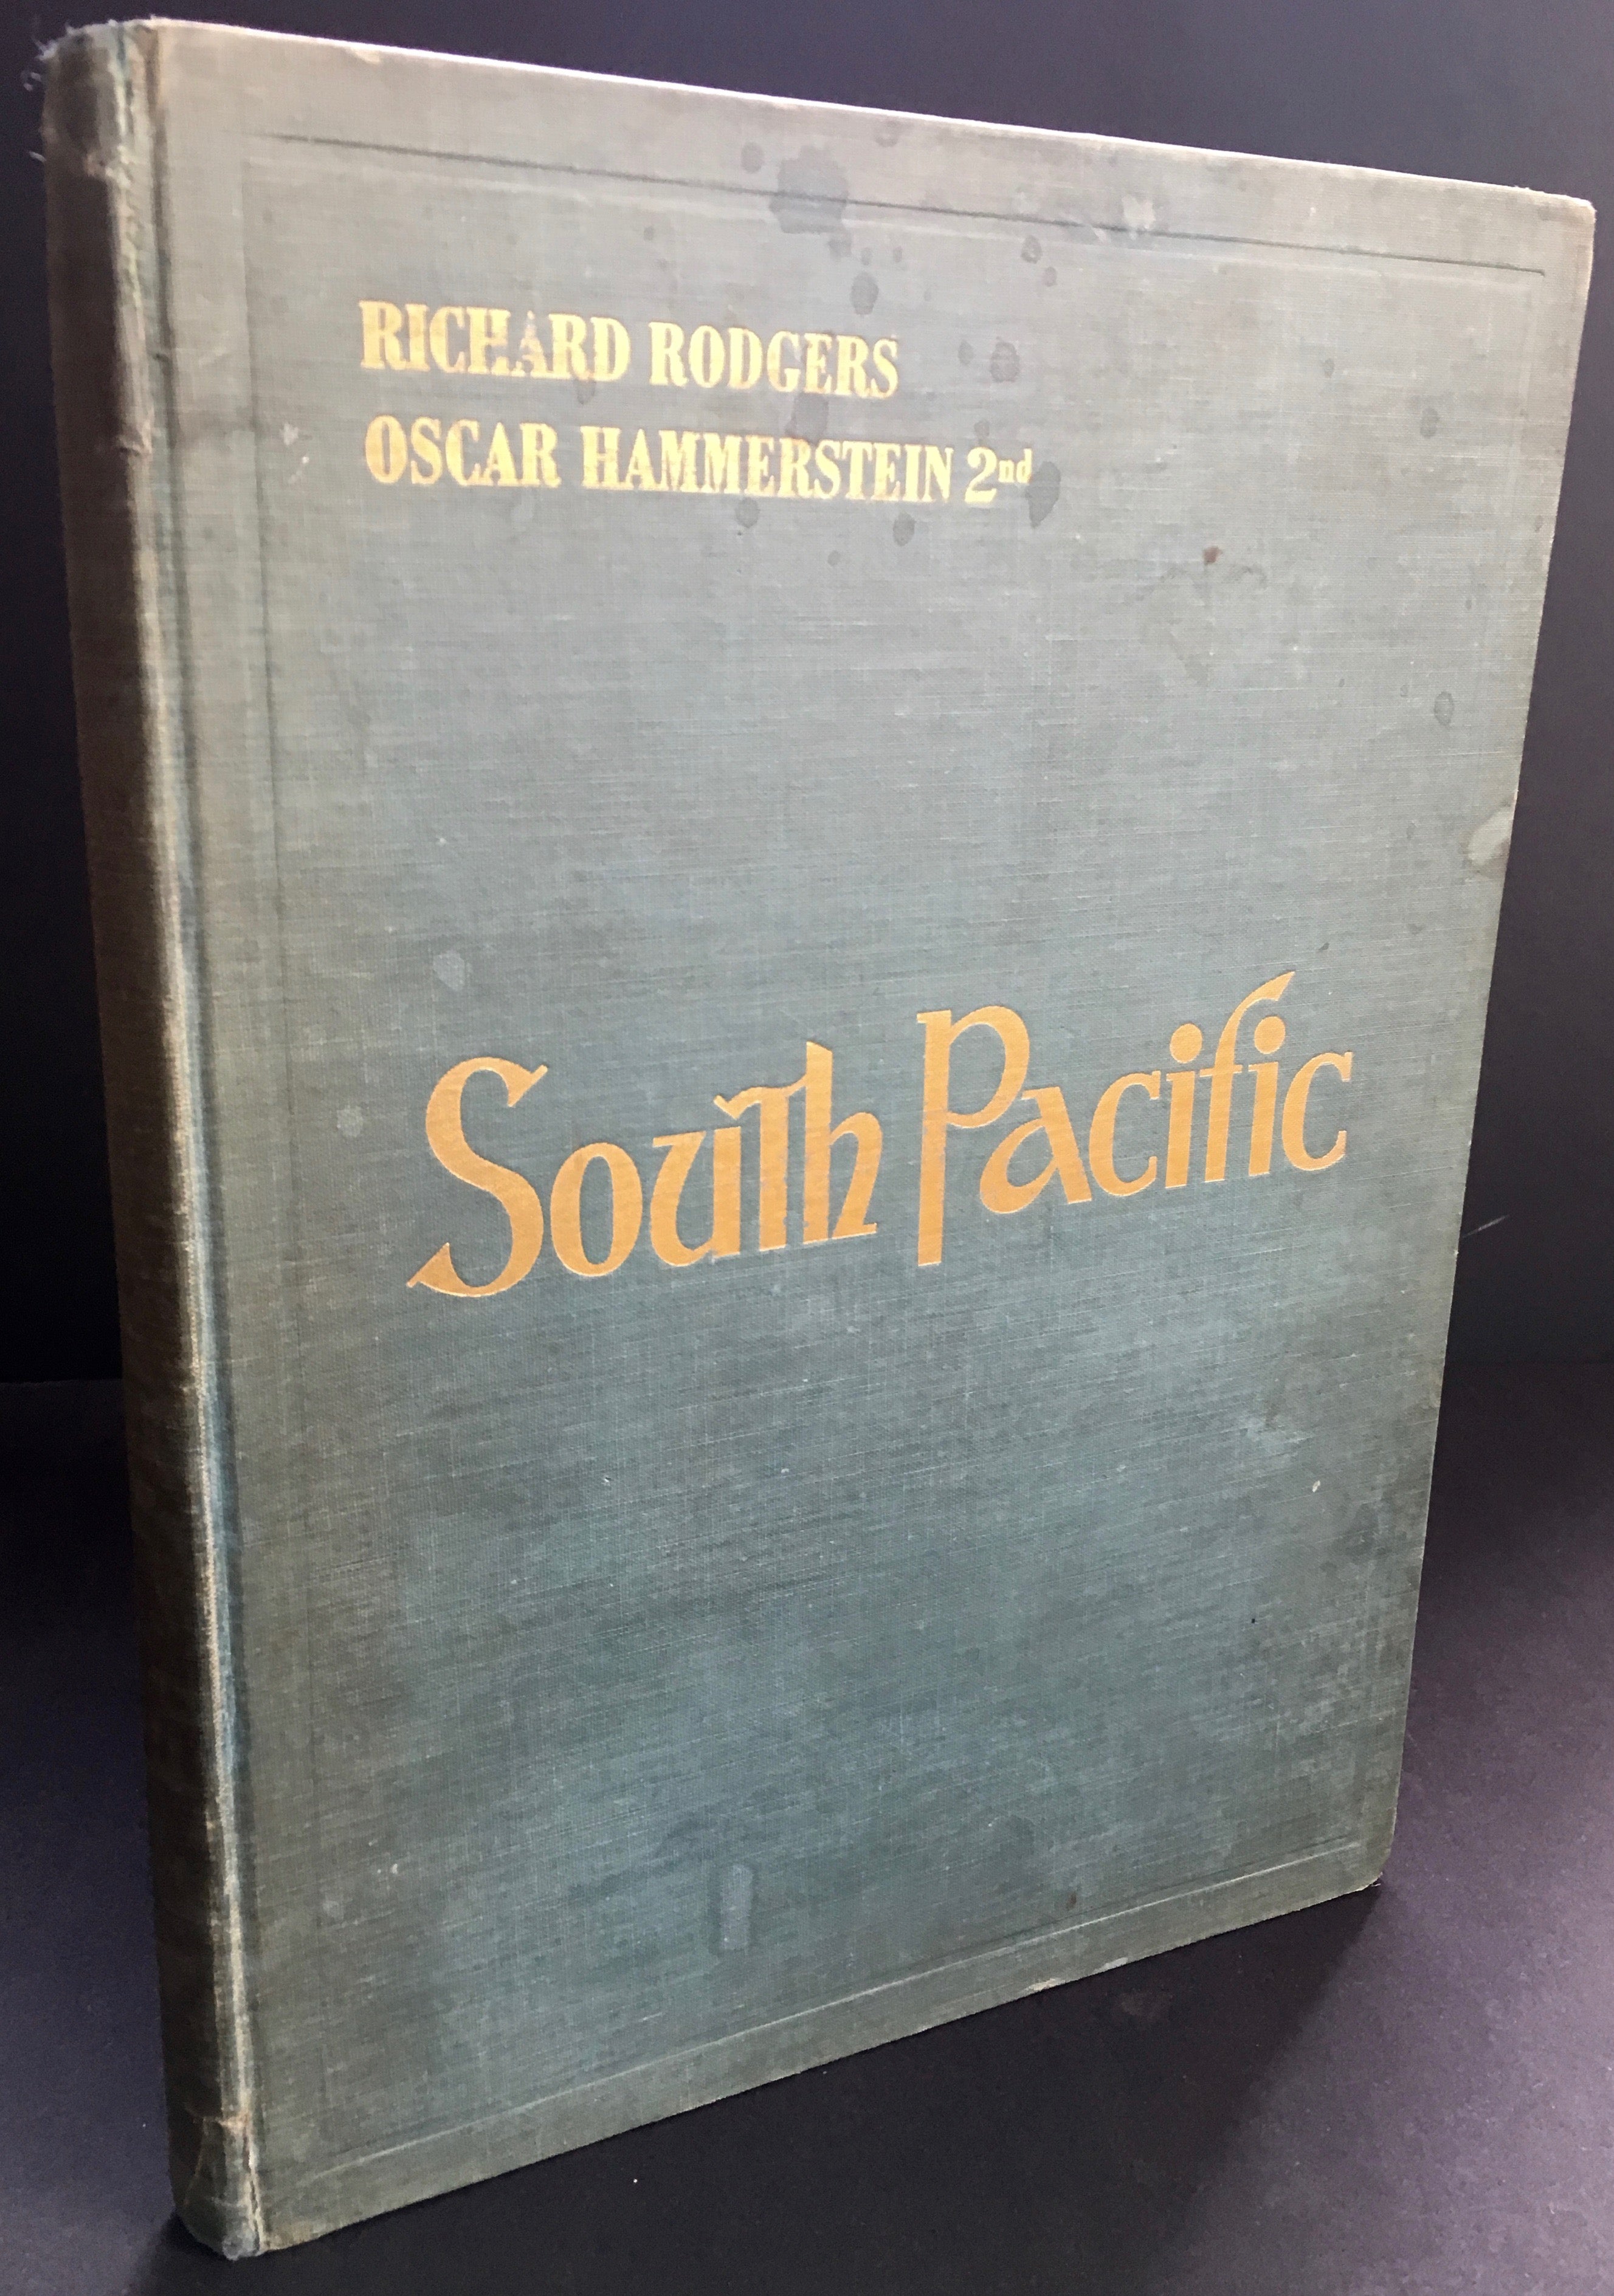 RICHARD RODGERS
OSCAR HAMMERSTEIN 2nd
South Pacific